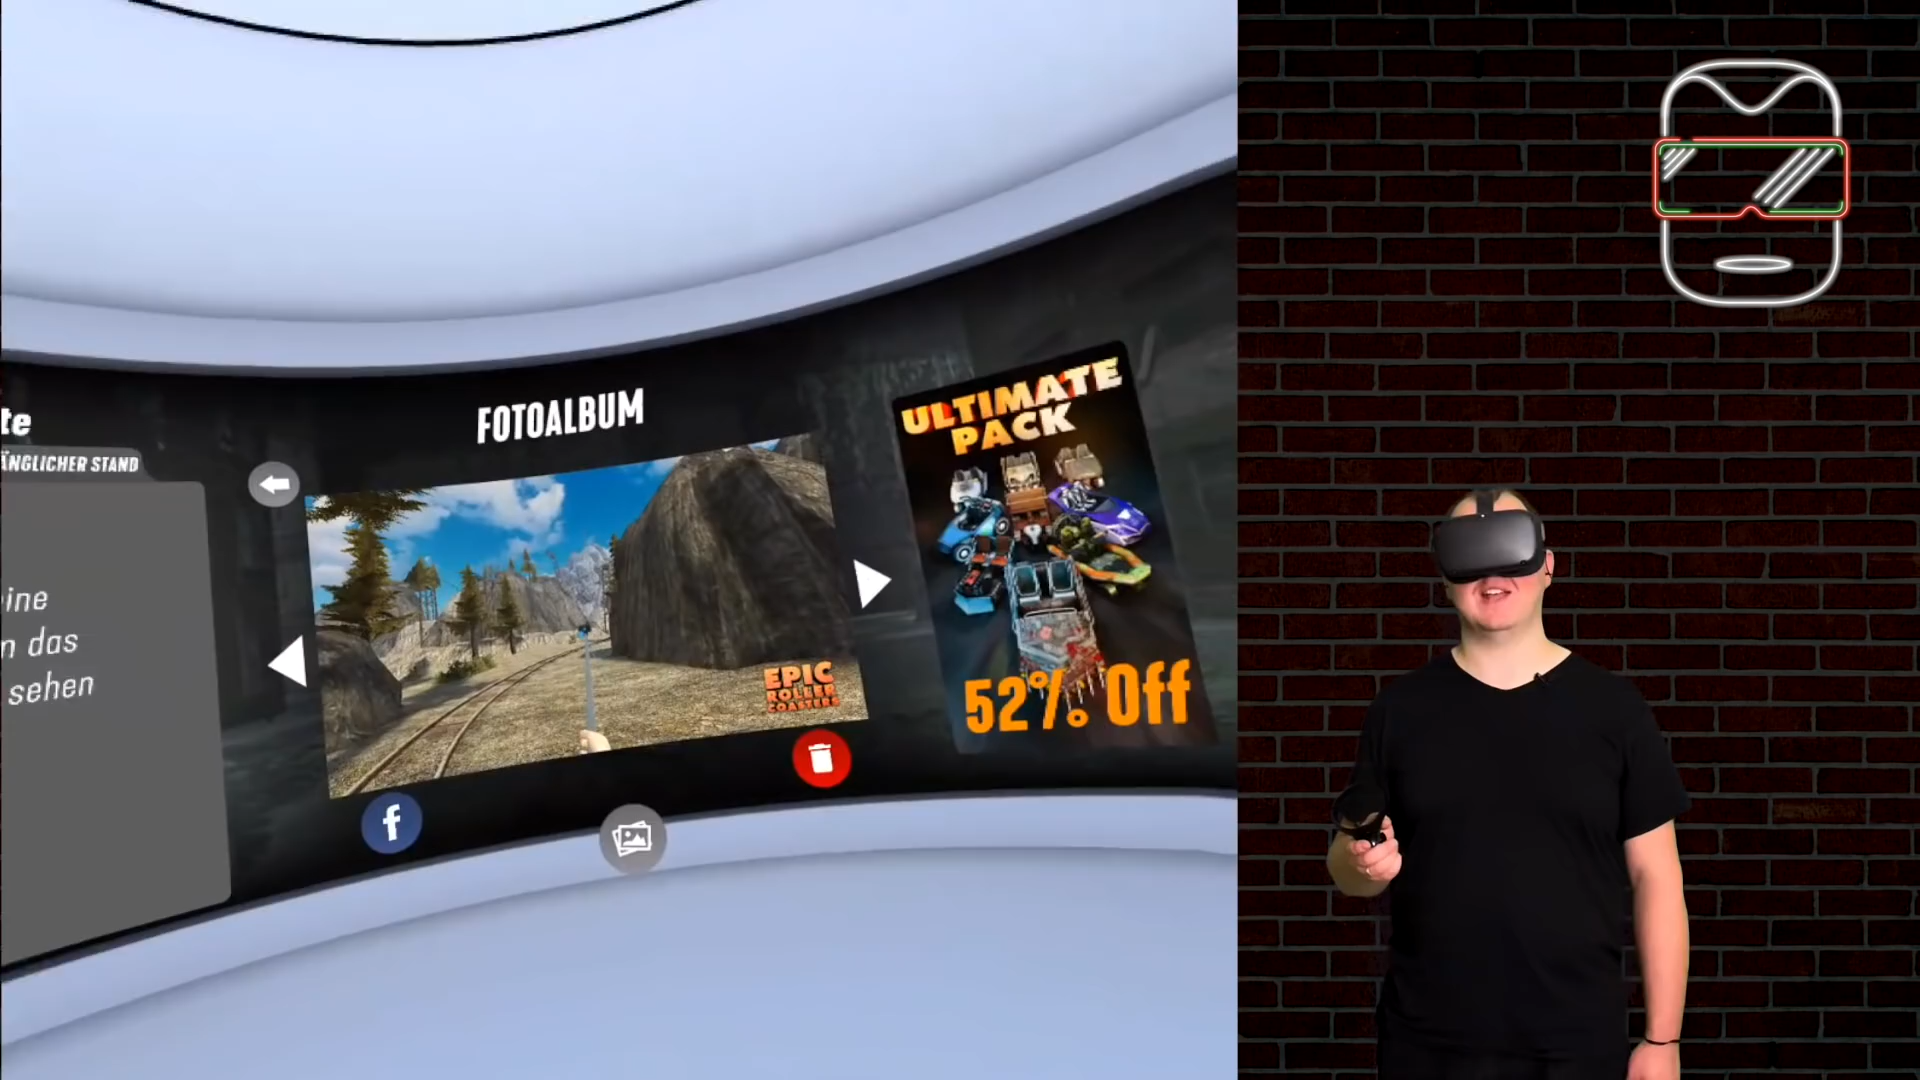 te
ÄNGLICHER STAND
ine
n das
sehen
FOTOALBUM
EPIC
ROLLER
COASTERS
f
ULTIMATE
PACK
52% Off